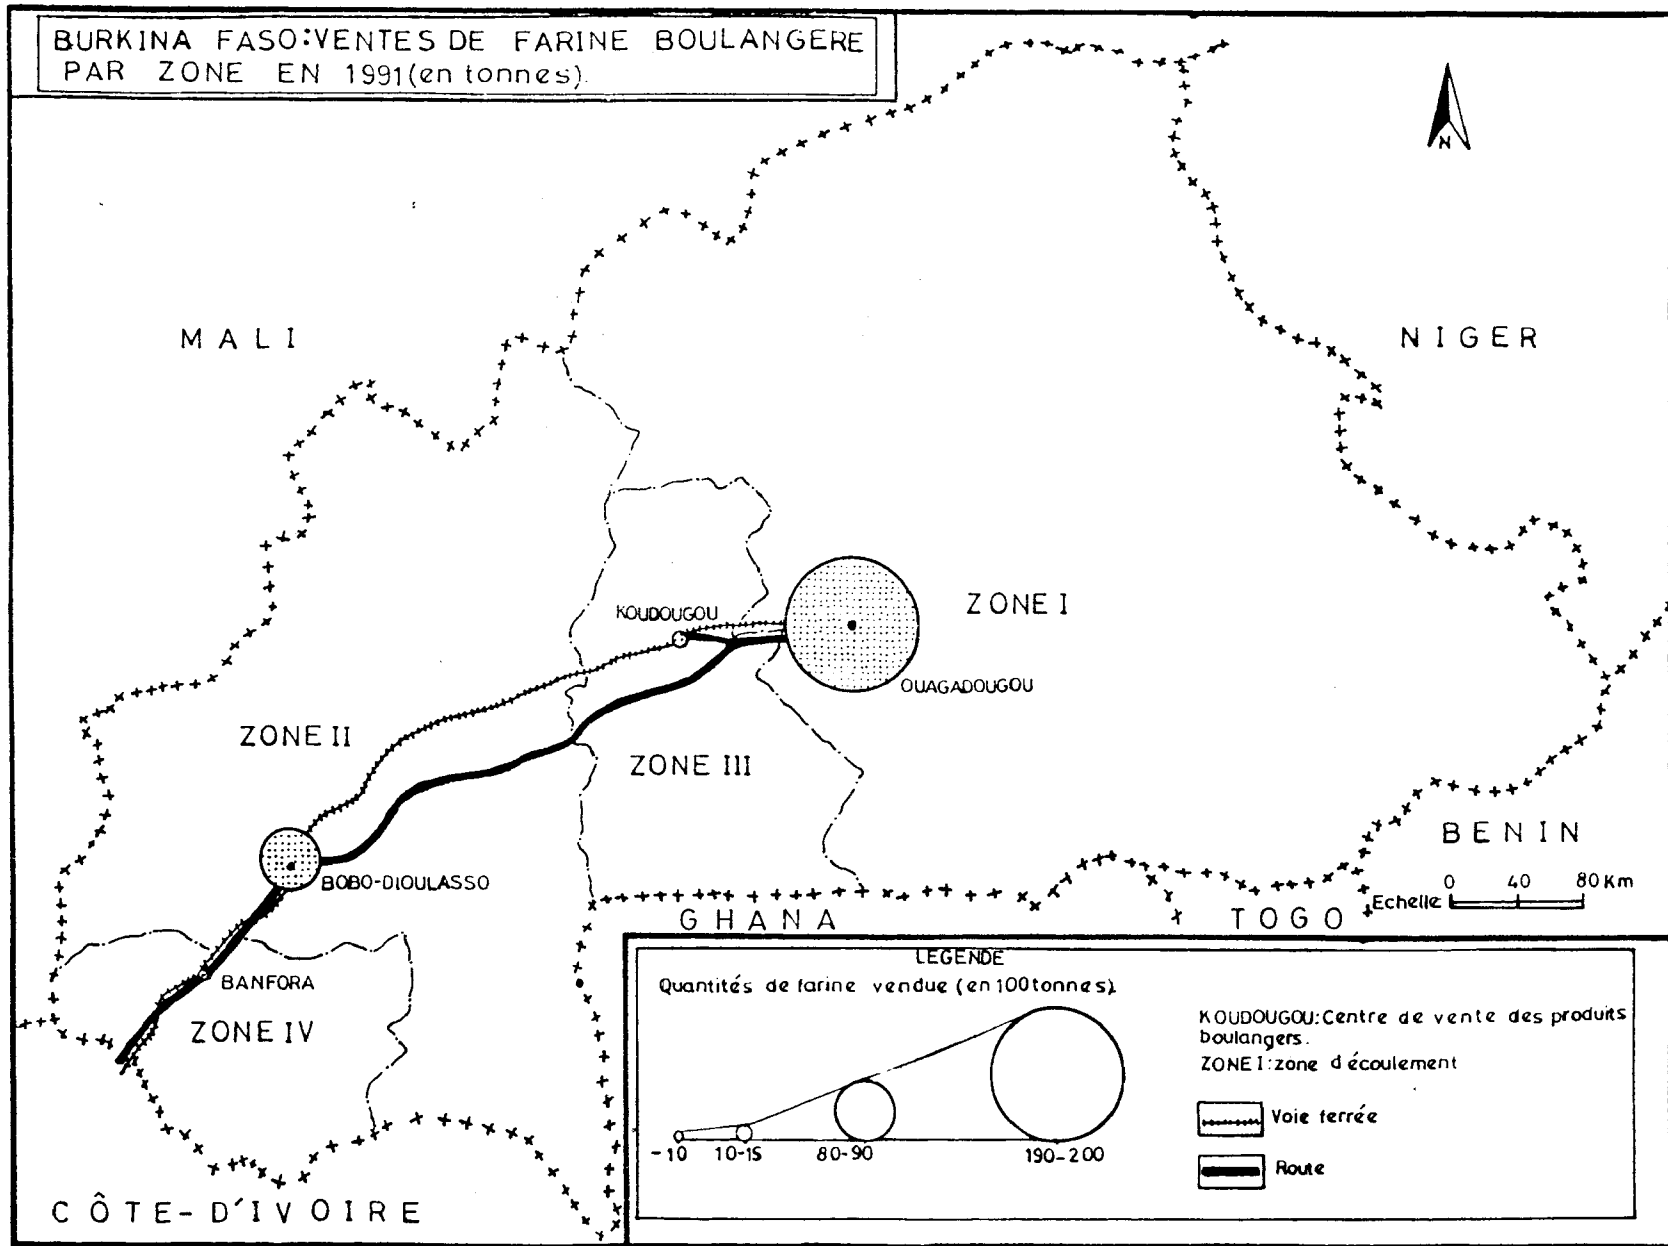 BURKINA FASO:VENTES DE FARINE BOULANGERE
PAR ZONE EN 1991(en tonnes).
N
MALI
NIGER
ZONE I
KOUDOUGOU
OUAGADOUGOU
ZONE II
ZONE III
BENIN
BOBO-DIOULASSO
0 40 80 Km
Echelle
GHANA
TOGO
BANFORA
ZONE IV
CÔTE-D'IVOIRE
LEGENDE
Quantités de farine vendue (en 100 tonnes).
-10 10-15 80-90 190-200
KOUDOUGOU: Centre de vente des produits
boulangers.
ZONE I: zone d'écoulement
Voie ferrée
Route